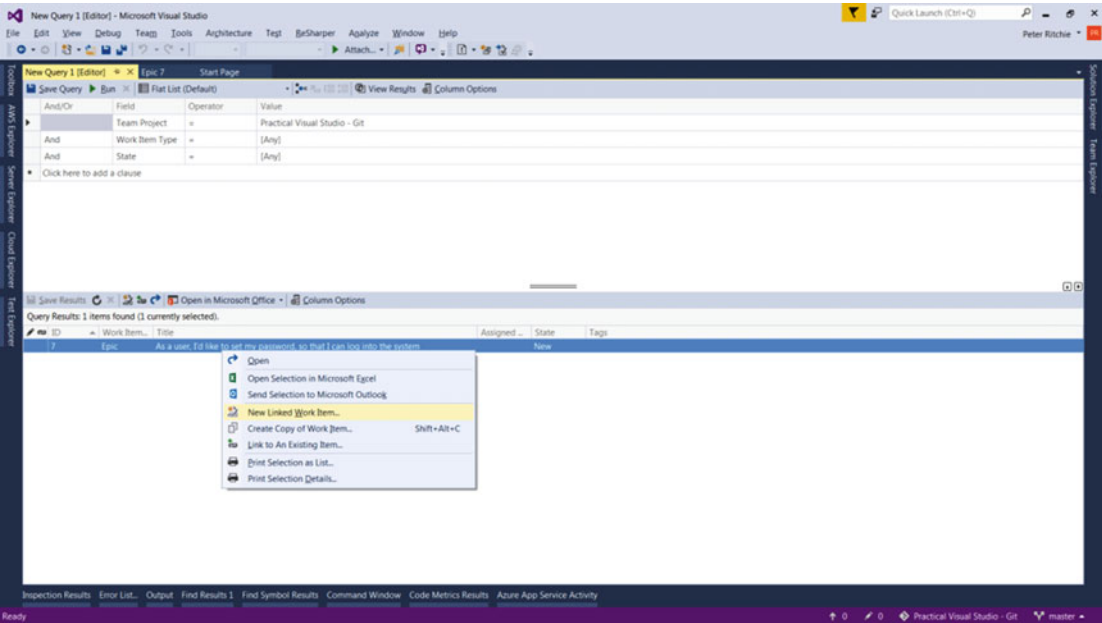 New Query 1 [Editor] - Microsoft Visual Studio
Quick Launch (Ctrl+Q)
File Edit View Debug Team Tools Architecture Test ReSharper Analyze Window Help
Peter Ritchie
PR
Attach...
New Query 1 [Editor] Epic 7 Start Page
Save Query Run Flat List (Default) View Results Column Options
And/Or Field Operator Value
Team Project = Practical Visual Studio - Git
And Work Item Type = [Any]
And State = [Any]
* Click here to add a clause
Toolbox
AWS Explorer
Server Explorer
Cloud Explorer
Test Explorer
Solution Explorer
Team Explorer
Save Results Open in Microsoft Office Column Options
Query Results: 1 items found (1 currently selected).
ID Work Item... Title Assigned ... State Tags
7 Epic As a user, I'd like to set my password, so that I can log into the system New
Open
Open Selection in Microsoft Excel
Send Selection to Microsoft Outlook
New Linked Work Item...
Create Copy of Work Item... Shift+Alt+C
Link to An Existing Item...
Print Selection as List...
Print Selection Details...
Inspection Results Error List... Output Find Results 1 Find Symbol Results Command Window Code Metrics Results Azure App Service Activity
Ready 0 0 Practical Visual Studio - Git master